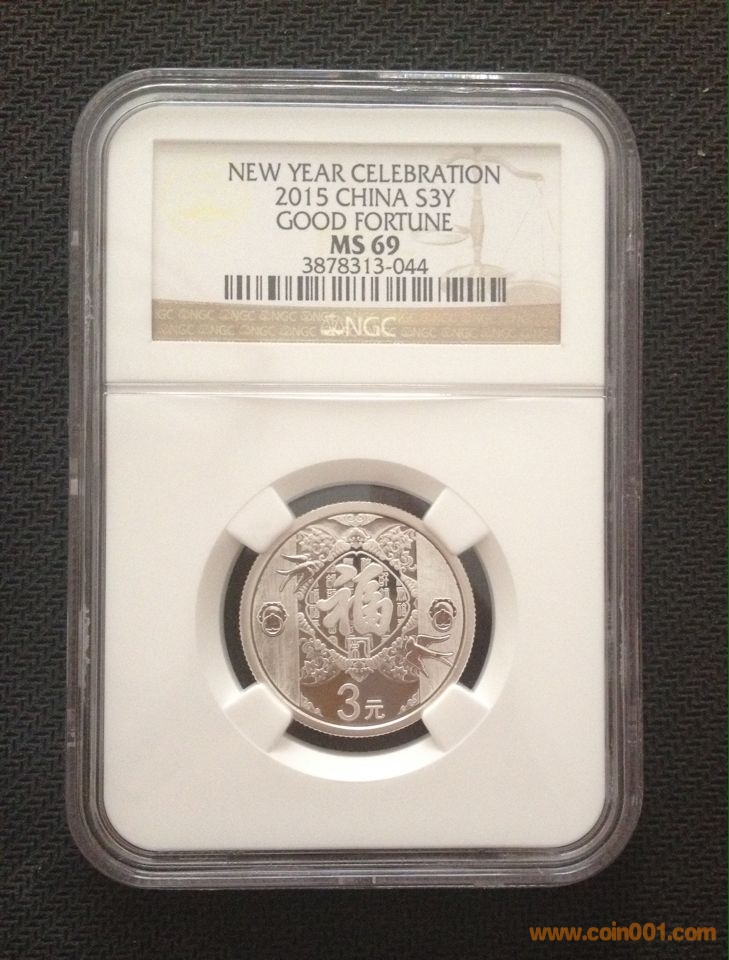 NEW YEAR CELEBRATION
2015 CHINA S3Y
GOOD FORTUNE
MS 69
3878313-044
NGC
福
3元
www.coin001.com